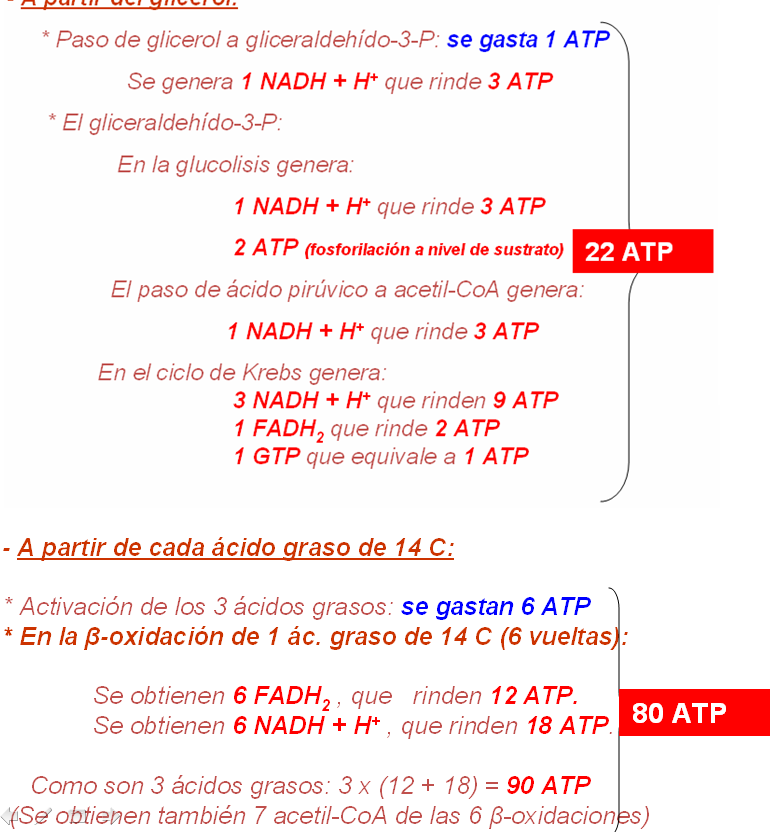 - A partir del glicerol:
* Paso de glicerol a gliceraldehído-3-P: se gasta 1 ATP
Se genera 1 NADH + H+ que rinde 3 ATP
* El gliceraldehído-3-P:
En la glucolisis genera:
1 NADH + H+ que rinde 3 ATP
2 ATP (fosforilación a nivel de sustrato)
22 ATP
El paso de ácido pirúvico a acetil-CoA genera:
1 NADH + H+ que rinde 3 ATP
En el ciclo de Krebs genera:
3 NADH + H+ que rinden 9 ATP
1 FADH2 que rinde 2 ATP
1 GTP que equivale a 1 ATP
- A partir de cada ácido graso de 14 C:
* Activación de los 3 ácidos grasos: se gastan 6 ATP
* En la β-oxidación de 1 ác. graso de 14 C (6 vueltas):
Se obtienen 6 FADH2 , que rinden 12 ATP.
80 ATP
Se obtienen 6 NADH + H+ , que rinden 18 ATP.
Como son 3 ácidos grasos: 3 x (12 + 18) = 90 ATP
(Se obtienen también 7 acetil-CoA de las 6 β-oxidaciones)